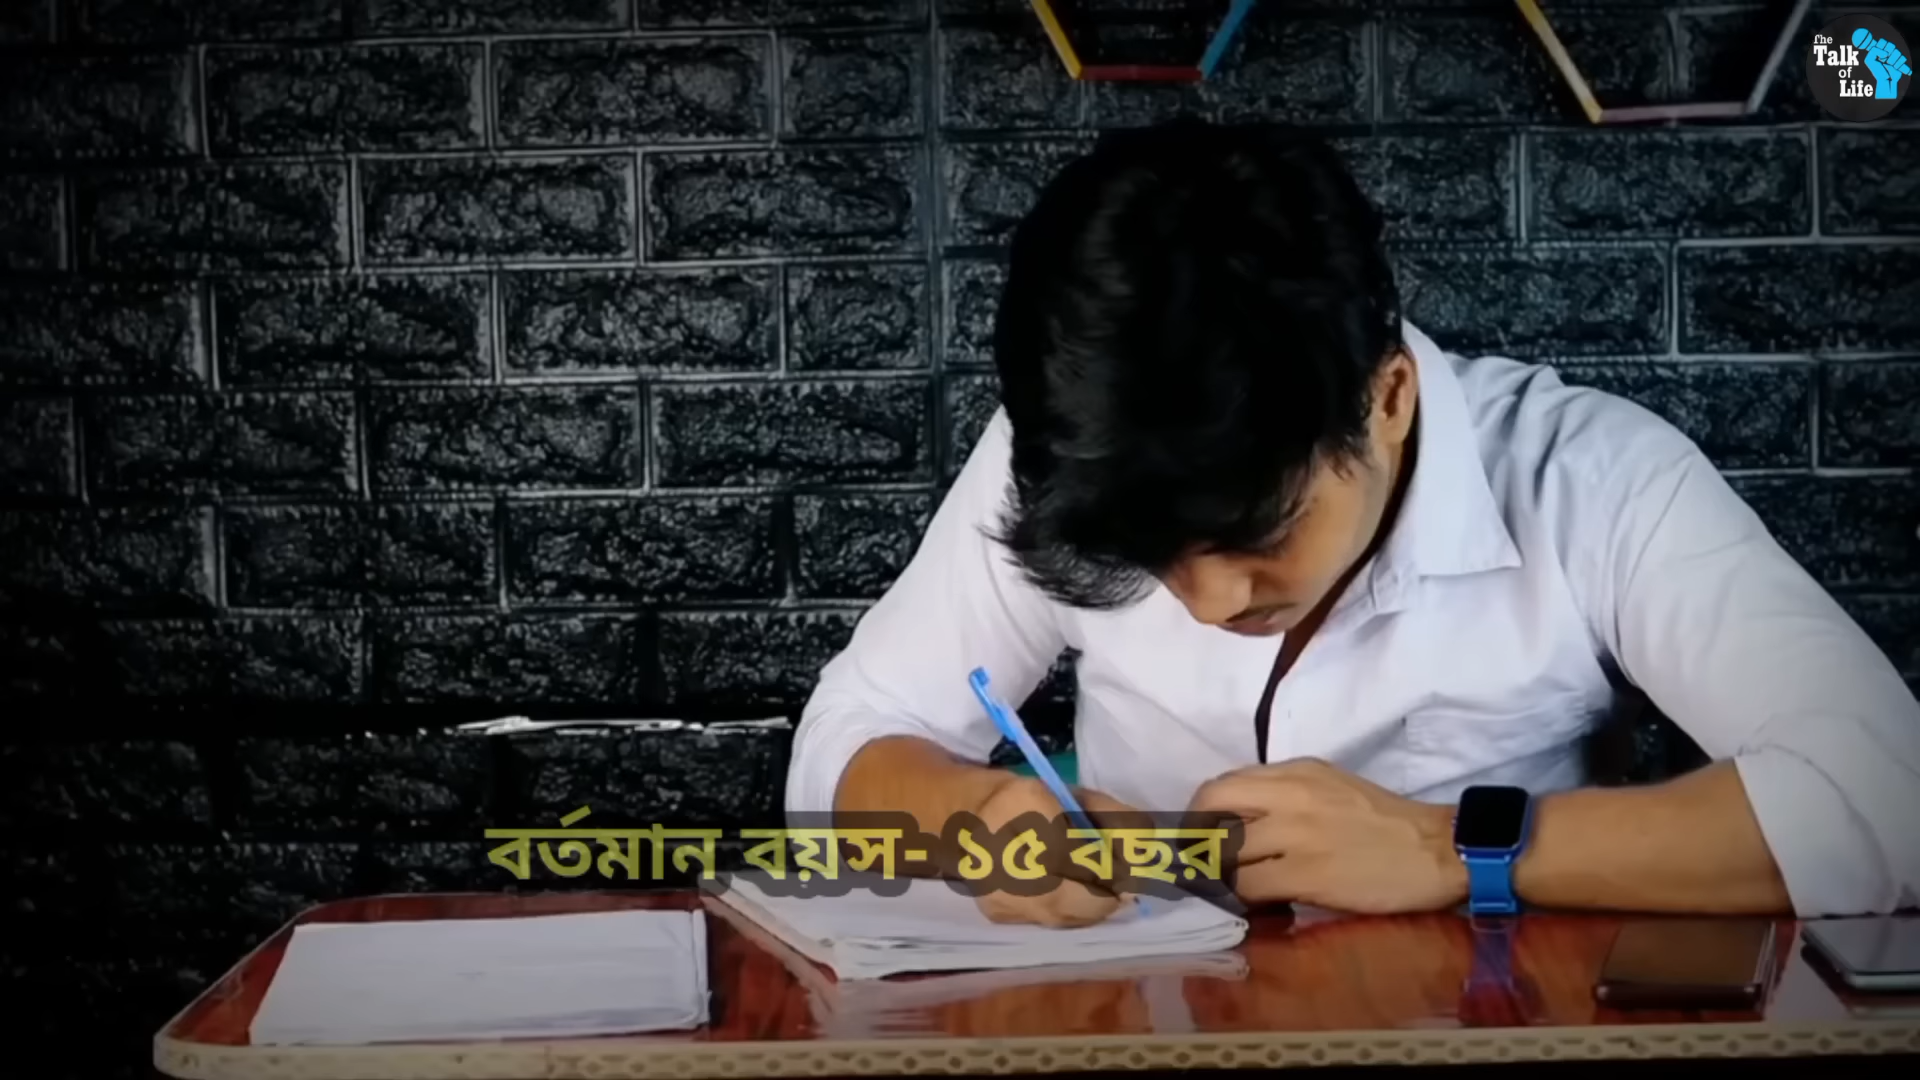 The
Talk
of
Life
বর্তমান বয়স- ১৫ বছর